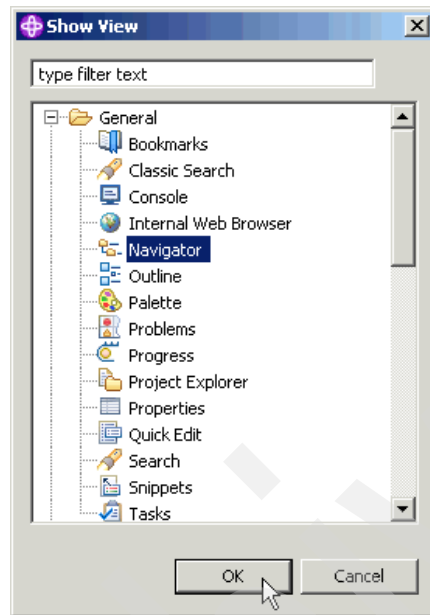 Show View
type filter text
General
Bookmarks
Classic Search
Console
Internal Web Browser
Navigator
Outline
Palette
Problems
Progress
Project Explorer
Properties
Quick Edit
Search
Snippets
Tasks
OK Cancel